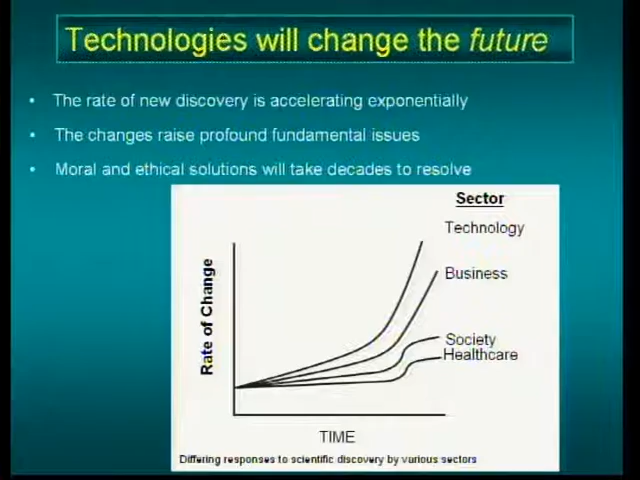 Technologies will change the future
• The rate of new discovery is accelerating exponentially
• The changes raise profound fundamental issues
• Moral and ethical solutions will take decades to resolve
Sector
Technology
Business
Society
Healthcare
Rate of Change
TIME
Differing responses to scientific discovery by various sectors